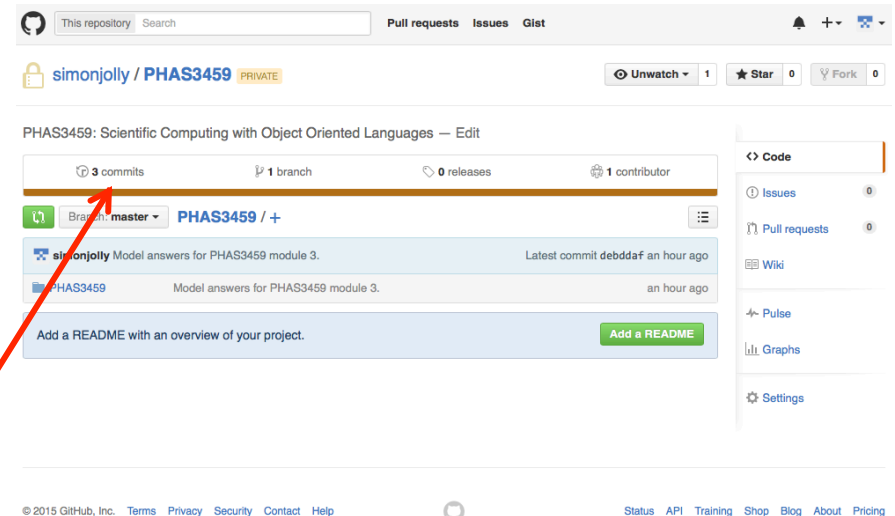 This repository Search Pull requests Issues Gist
simonjolly / PHAS3459 PRIVATE Unwatch 1 Star 0 Fork 0
PHAS3459: Scientific Computing with Object Oriented Languages — Edit
3 commits 1 branch 0 releases 1 contributor
Branch: master PHAS3459 / +
simonjolly Model answers for PHAS3459 module 3. Latest commit debddaf an hour ago
PHAS3459 Model answers for PHAS3459 module 3. an hour ago
Add a README with an overview of your project. Add a README
<> Code
Issues 0
Pull requests 0
Wiki
Pulse
Graphs
Settings
© 2015 GitHub, Inc. Terms Privacy Security Contact Help Status API Training Shop Blog About Pricing